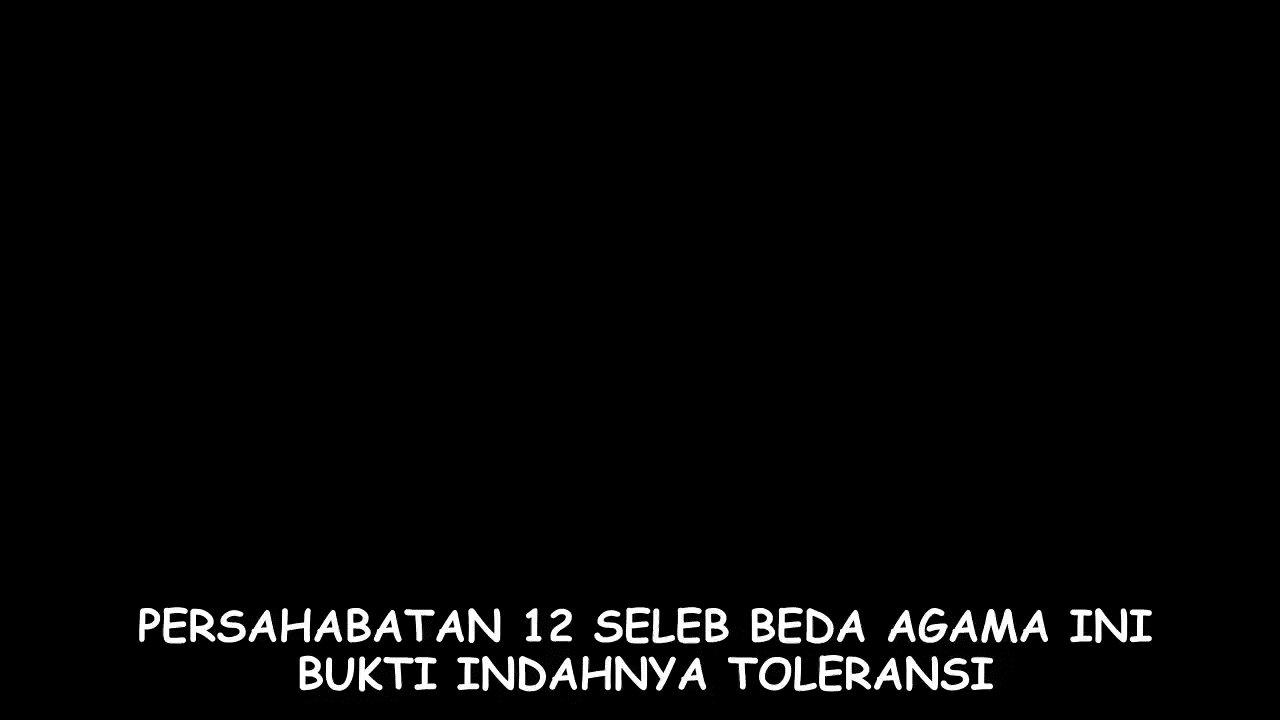 PERSAHABATAN 12 SELEB BEDA AGAMA INI
BUKTI INDAHNYA TOLERANSI